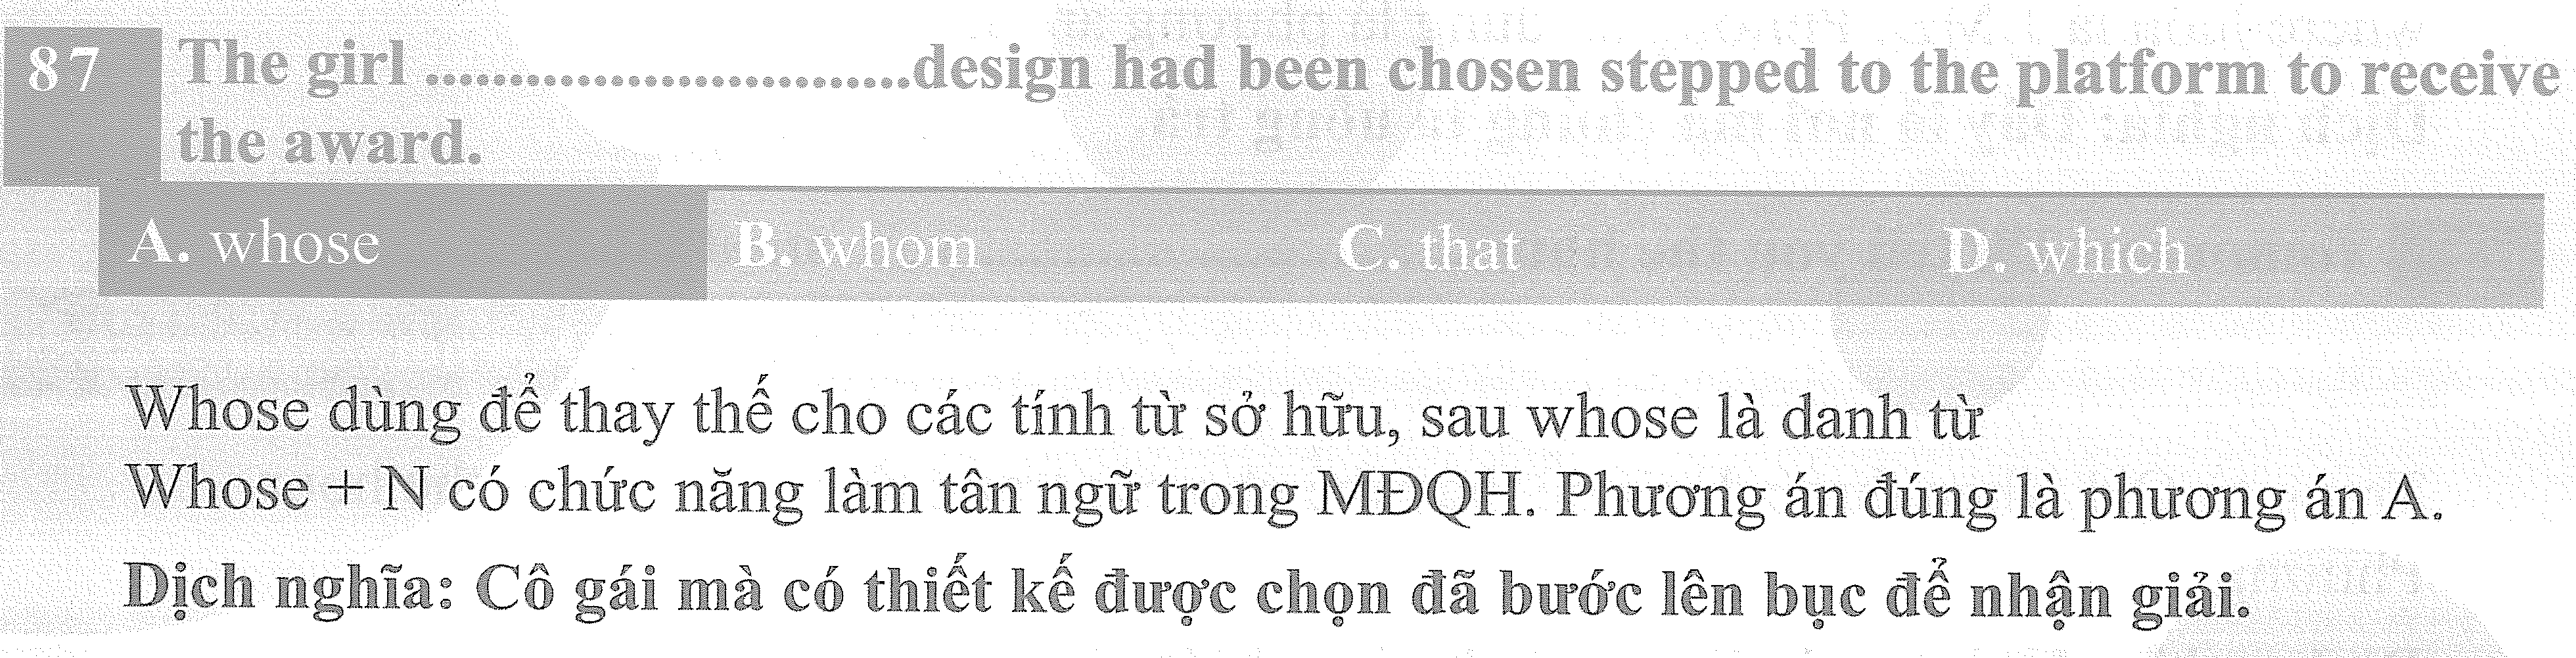 87 The girl ..............................design had been chosen stepped to the platform to receive
the award.
A. whose B. whom C. that D. which
Whose dùng để thay thế cho các tính từ sở hữu, sau whose là danh từ
Whose + N có chức năng làm tân ngữ trong MĐQH. Phương án đúng là phương án A.
Dịch nghĩa: Cô gái mà có thiết kế được chọn đã bước lên bục để nhận giải.